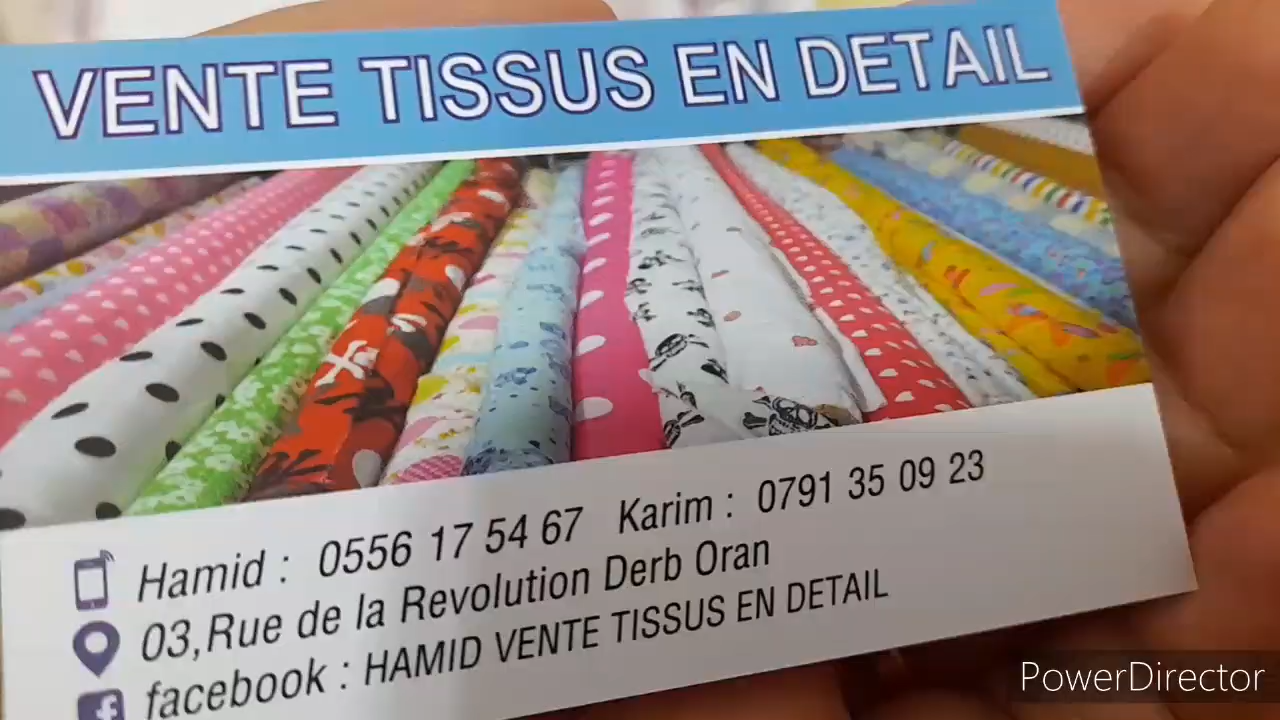 VENTE TISSUS EN DETAIL
Hamid : 0556 17 54 67 Karim : 0791 35 09 23
03,Rue de la Revolution Derb Oran
facebook : HAMID VENTE TISSUS EN DETAIL
PowerDirector